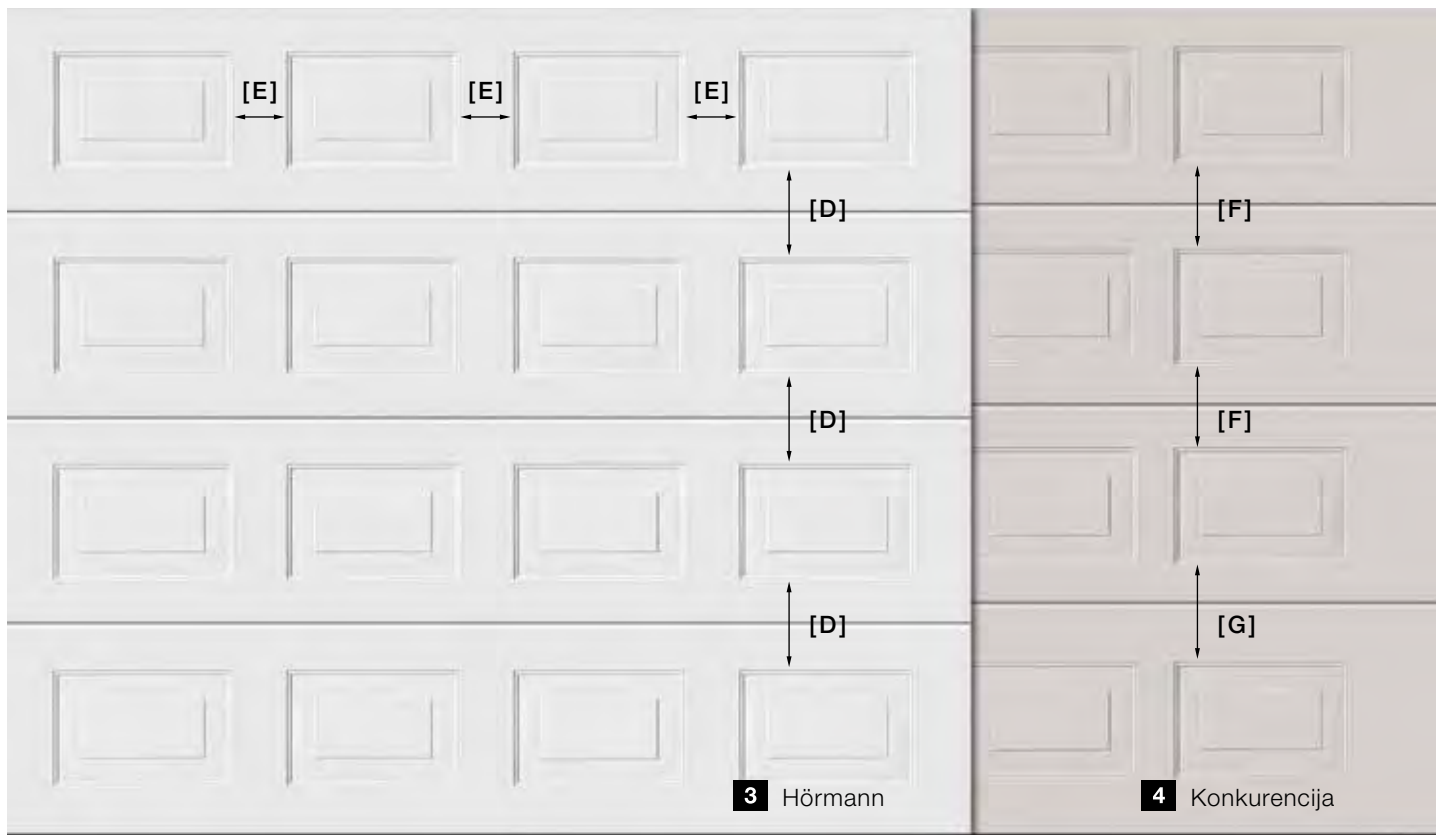 [E] [E] [E]
[D] [F]
[D] [F]
[D] [G]
3 Hörmann 4 Konkurencija